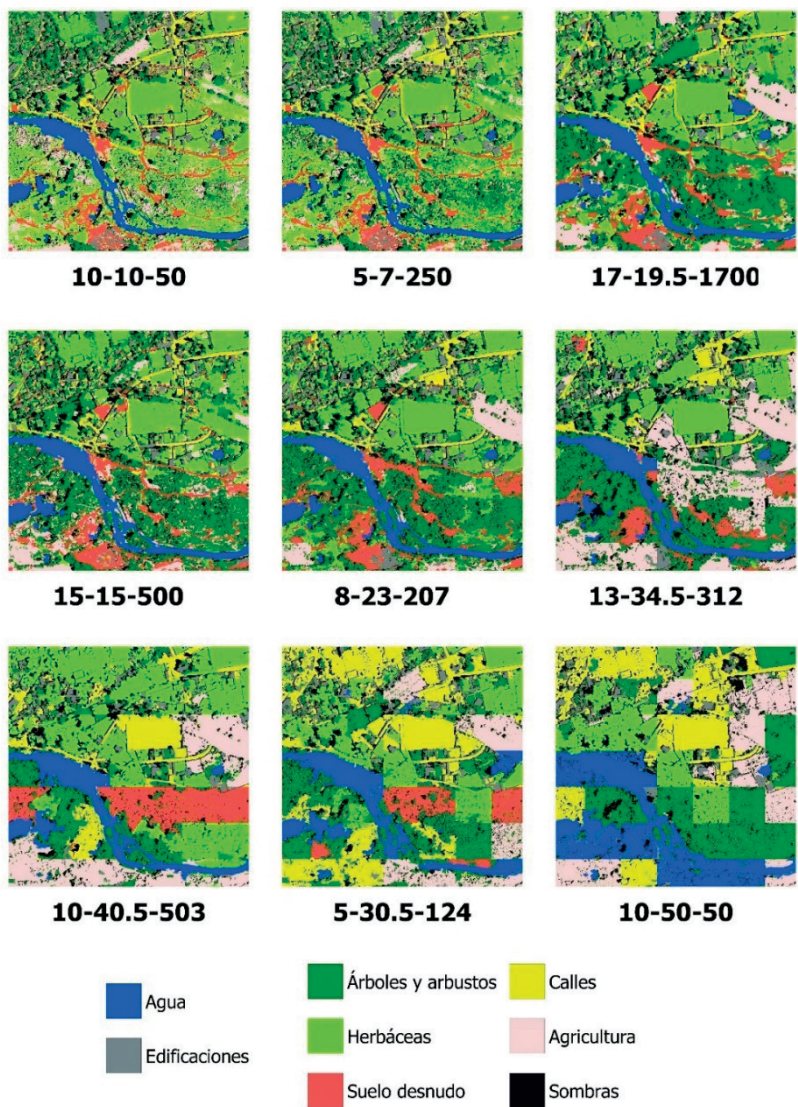 10-10-50
5-7-250
17-19.5-1700
15-15-500
8-23-207
13-34.5-312
10-40.5-503
5-30.5-124
10-50-50
Agua
Edificaciones
Árboles y arbustos
Herbáceas
Suelo desnudo
Calles
Agricultura
Sombras